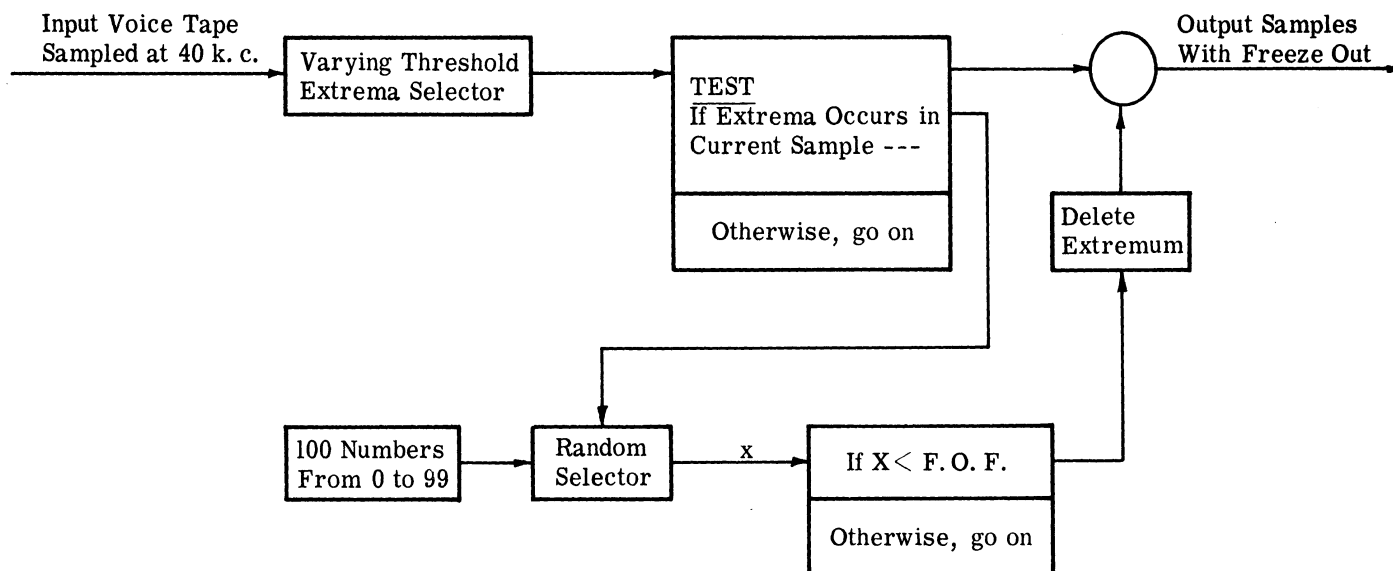 Input Voice Tape
Sampled at 40 k. c.
Varying Threshold
Extrema Selector
TEST
If Extrema Occurs in
Current Sample ---
Otherwise, go on
Output Samples
With Freeze Out
Delete
Extremum
100 Numbers
From 0 to 99
Random
Selector
x
If X < F. O. F.
Otherwise, go on